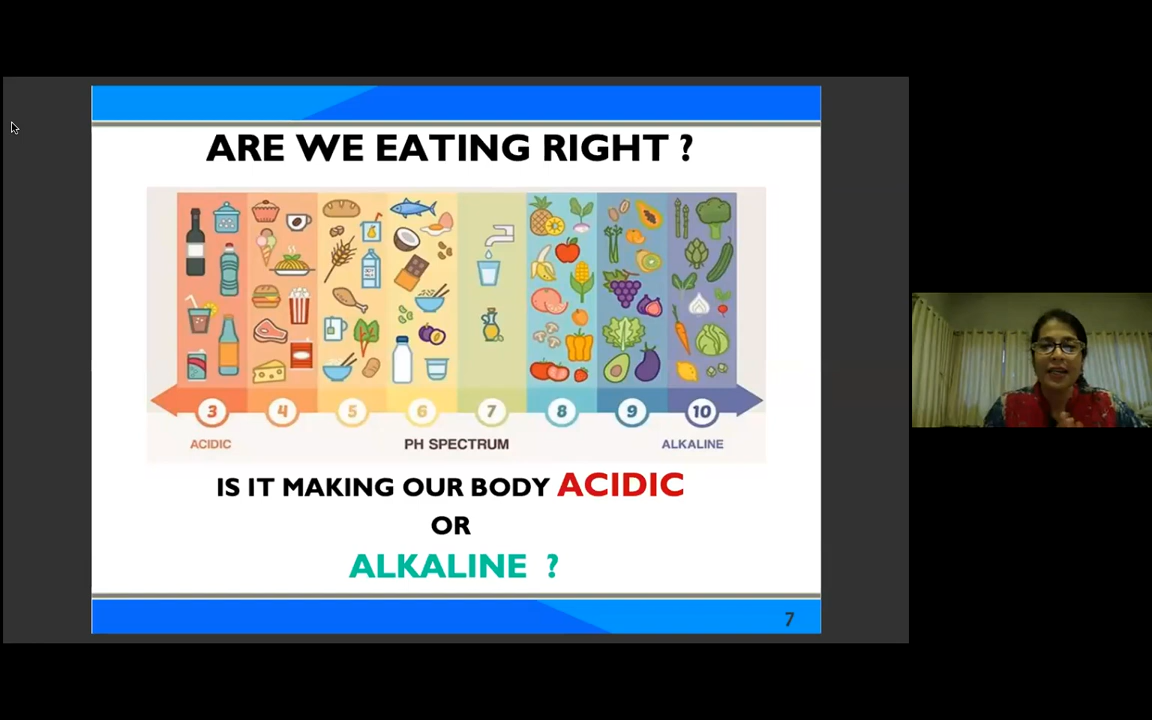 ARE WE EATING RIGHT ?
3 4 5 6 7 8 9 10
ACIDIC PH SPECTRUM ALKALINE
IS IT MAKING OUR BODY ACIDIC
OR
ALKALINE ?
7